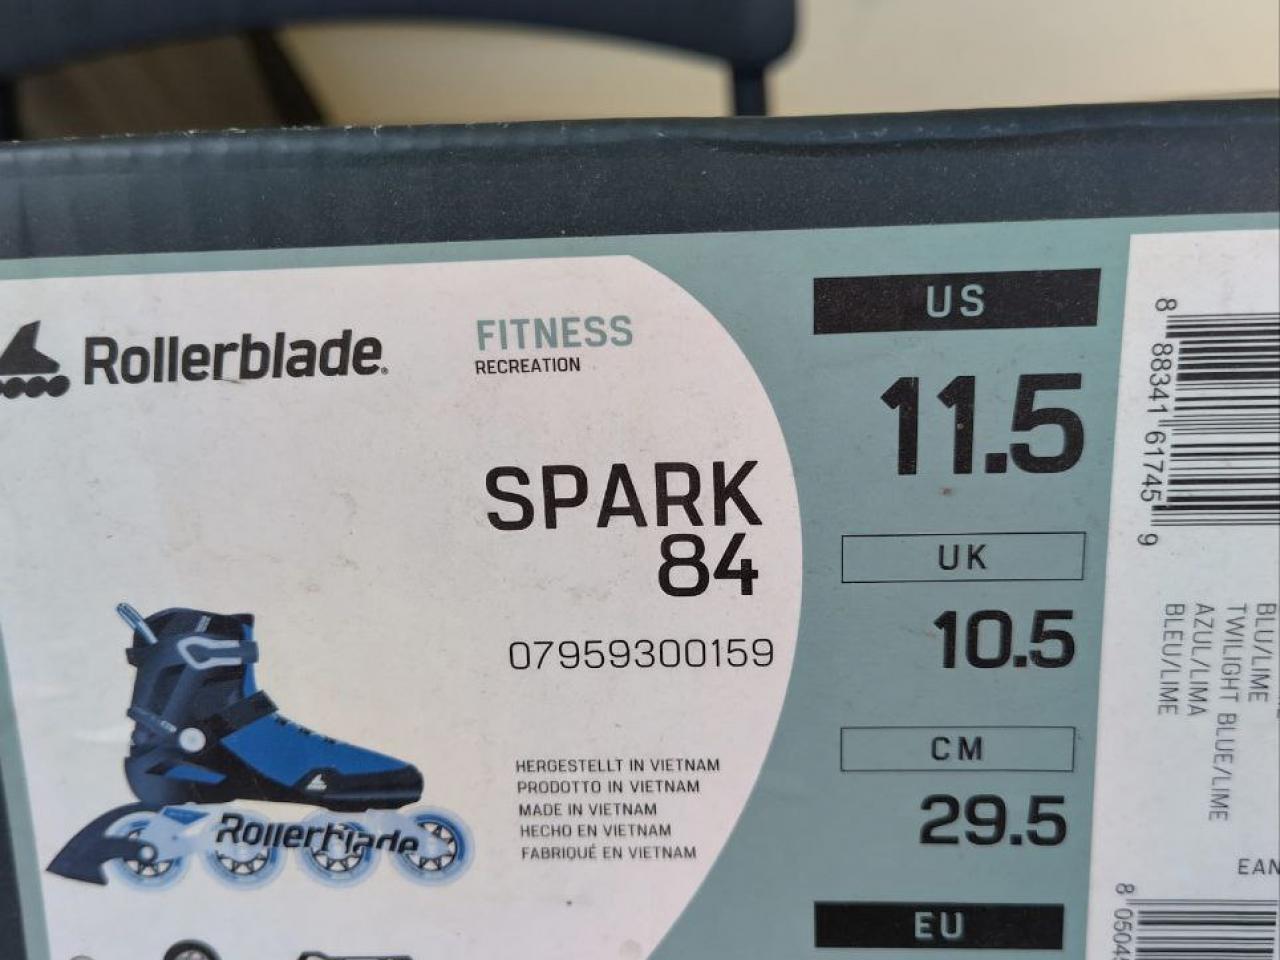 Rollerblade®
FITNESS
RECREATION
SPARK
84
07959300159
Rollerblade
HERGESTELLT IN VIETNAM
PRODOTTO IN VIETNAM
MADE IN VIETNAM
HECHO EN VIETNAM
FABRIQUÉ EN VIETNAM
US
11.5
UK
10.5
CM
29.5
EU
8 88341 61745 9
BLU/LIME
TWILIGHT BLUE/LIME
AZUL/LIMA
BLEU/LIME
EAN
8 0504